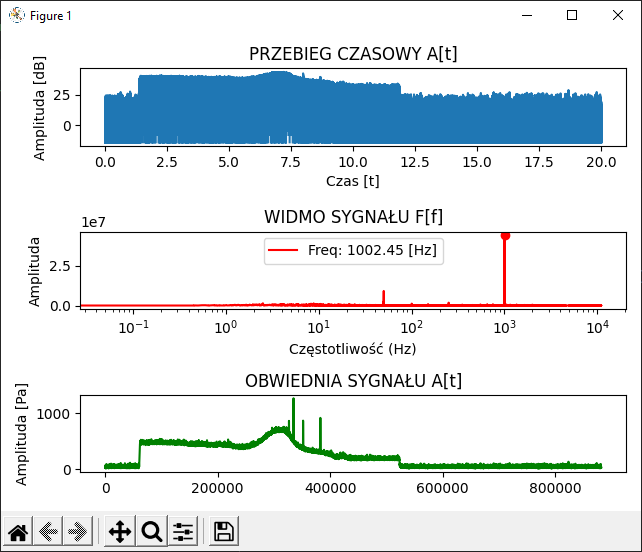 Figure 1
PRZEBIEG CZASOWY A[t]
Amplituda [dB]
25
0
0.0 2.5 5.0 7.5 10.0 12.5 15.0 17.5 20.0
Czas [t]
1e7
WIDMO SYGNAŁU F[f]
Amplituda
2.5
0.0
Freq: 1002.45 [Hz]
10⁻¹ 10⁰ 10¹ 10² 10³ 10⁴
Częstotliwość (Hz)
OBWIEDNIA SYGNAŁU A[t]
Amplituda [Pa]
1000
0
0 200000 400000 600000 800000